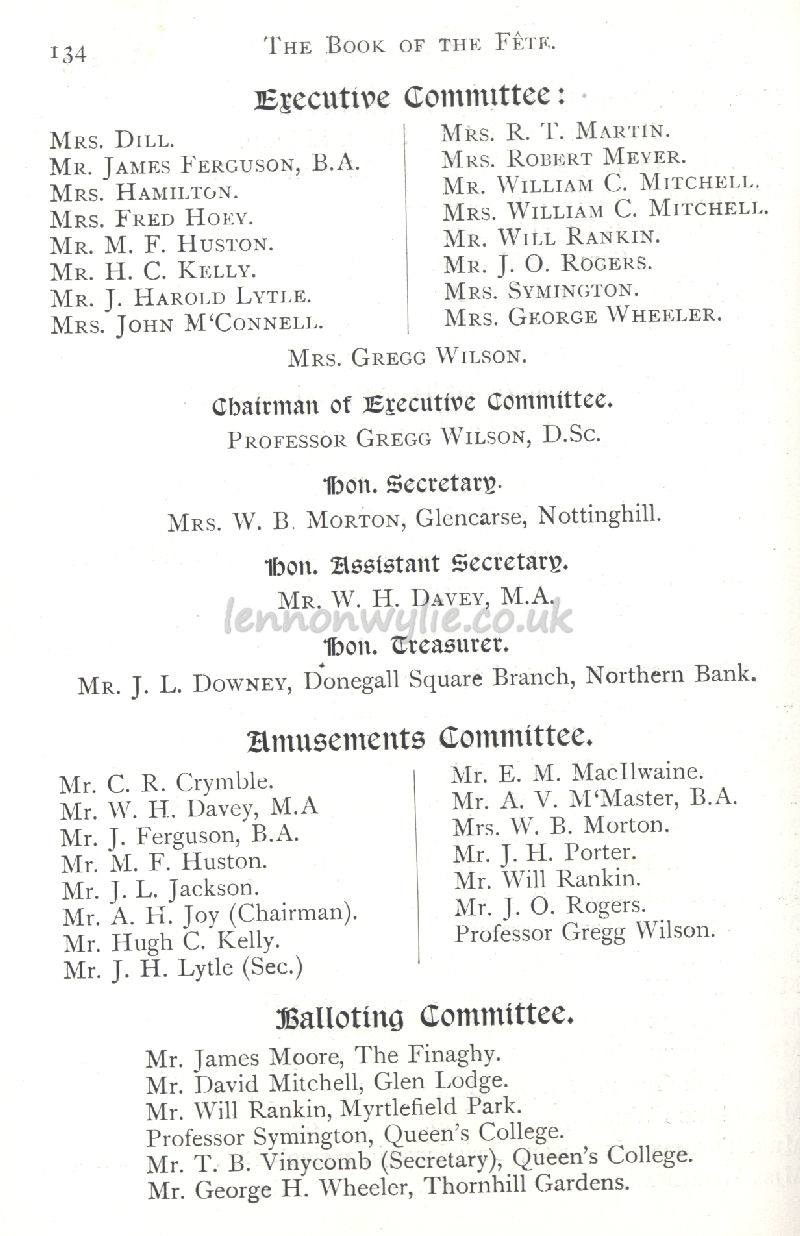 134
THE BOOK OF THE FÊTE.
Executive Committee:
MRS. DILL.
MR. JAMES FERGUSON, B.A.
MRS. HAMILTON.
MRS. FRED HOEY.
MR. M. F. HUSTON.
MR. H. C. KELLY.
MR. J. HAROLD LYTLE.
MRS. JOHN M'CONNELL.
MRS. R. T. MARTIN.
MRS. ROBERT MEYER.
MR. WILLIAM C. MITCHELL.
MRS. WILLIAM C. MITCHELL.
MR. WILL RANKIN.
MR. J. O. ROGERS.
MRS. SYMINGTON.
MRS. GEORGE WHEELER.
MRS. GREGG WILSON.
Chairman of Executive Committee.
PROFESSOR GREGG WILSON, D.Sc.
Hon. Secretary.
MRS. W. B. MORTON, Glencarse, Nottinghill.
Hon. Assistant Secretary.
MR. W. H. DAVEY, M.A.
lennonwylie.co.uk
Hon. Treasurer.
MR. J. L. DOWNEY, Donegall Square Branch, Northern Bank.
Amusements Committee.
Mr. C. R. Crymble.
Mr. W. H. Davey, M.A
Mr. J. Ferguson, B.A.
Mr. M. F. Huston.
Mr. J. L. Jackson.
Mr. A. H. Joy (Chairman).
Mr. Hugh C. Kelly.
Mr. J. H. Lytle (Sec.)
Mr. E. M. MacIlwaine.
Mr. A. V. M'Master, B.A.
Mrs. W. B. Morton.
Mr. J. H. Porter.
Mr. Will Rankin.
Mr. J. O. Rogers.
Professor Gregg Wilson.
Balloting Committee.
Mr. James Moore, The Finaghy.
Mr. David Mitchell, Glen Lodge.
Mr. Will Rankin, Myrtlefield Park.
Professor Symington, Queen's College.
Mr. T. B. Vinycomb (Secretary), Queen's College.
Mr. George H. Wheeler, Thornhill Gardens.